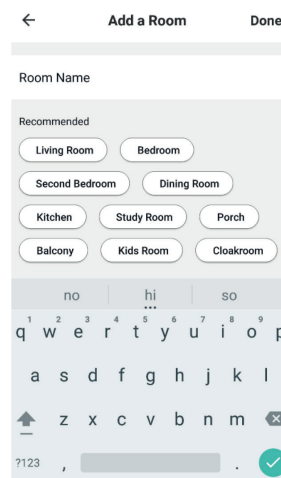 Add a Room Done
Room Name
Recommended
Living Room Bedroom
Second Bedroom Dining Room
Kitchen Study Room Porch
Balcony Kids Room Cloakroom
no hi so
1 2 3 4 5 6 7 8 9
q w e r t y u i o p
a s d f g h j k l
z x c v b n m
?123 , .